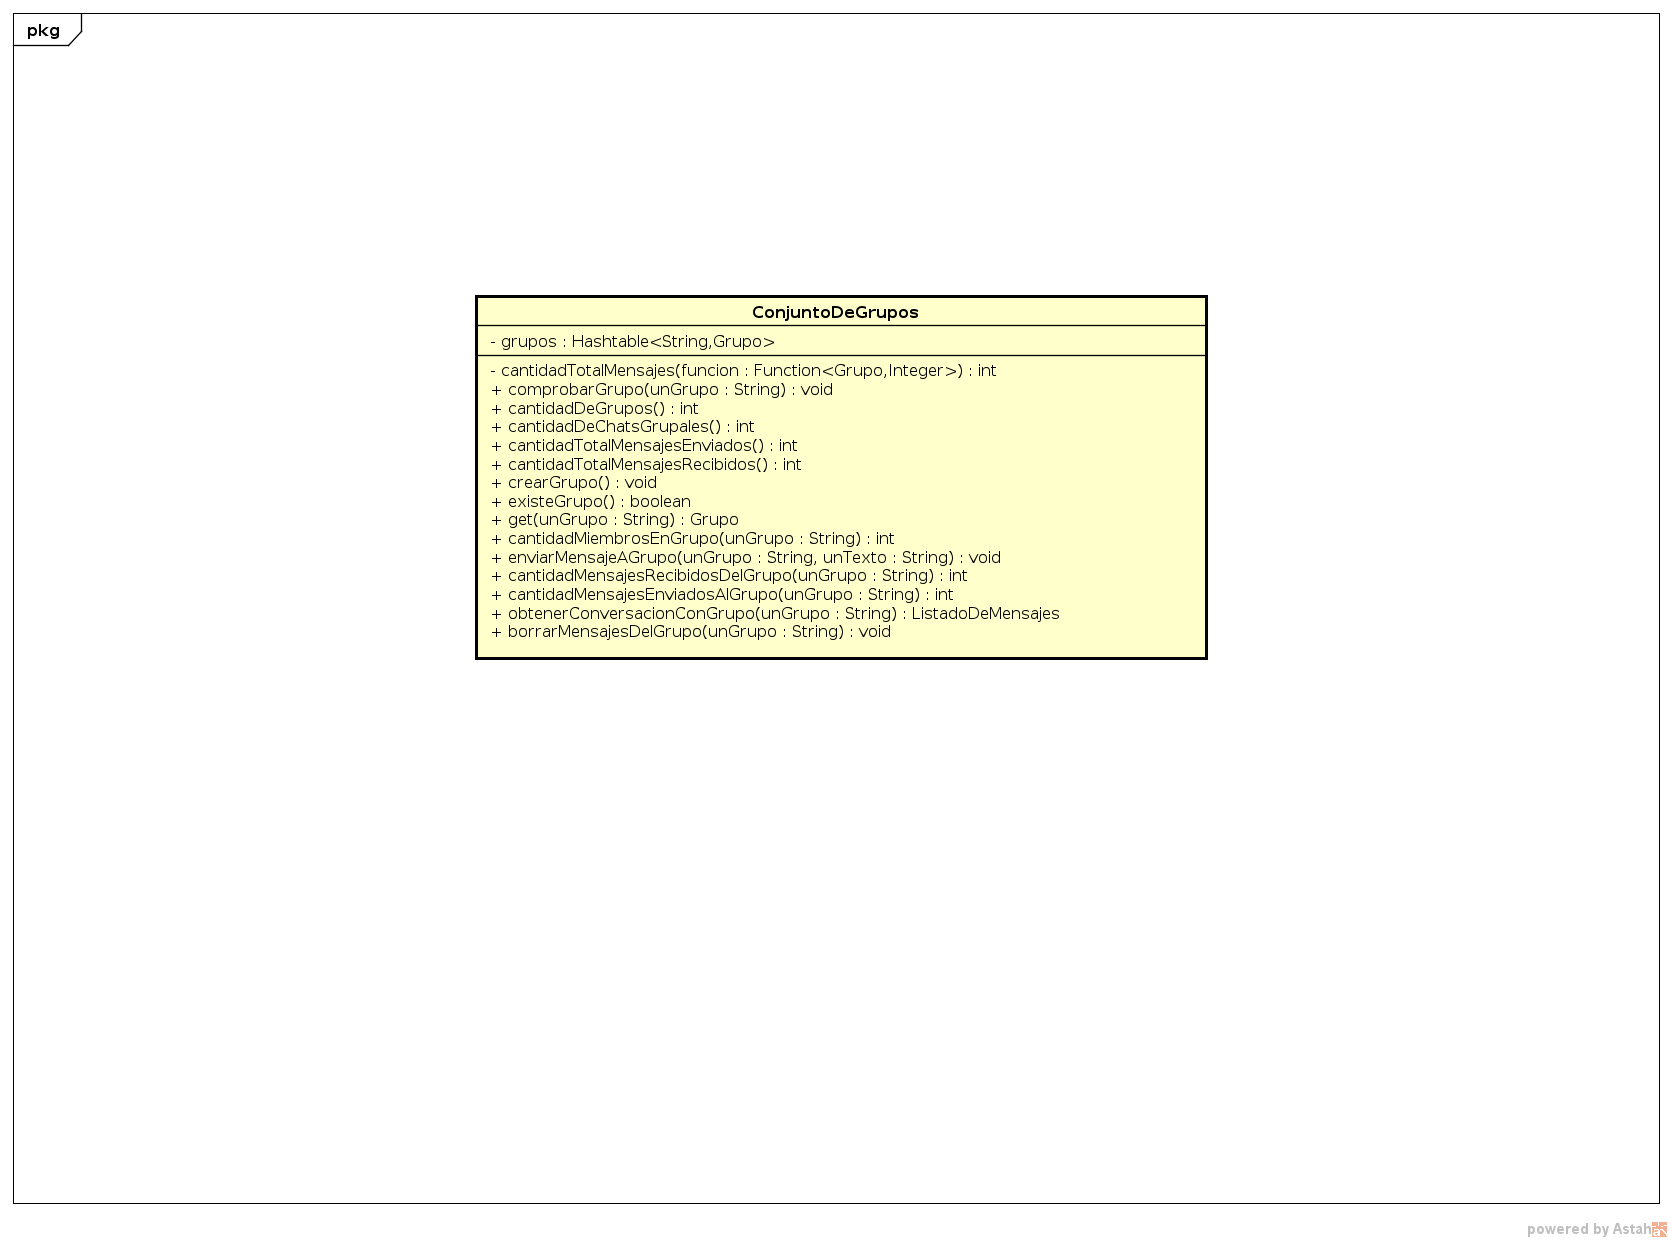 pkg
ConjuntoDeGrupos
- grupos : Hashtable<String,Grupo>
- cantidadTotalMensajes(funcion : Function<Grupo,Integer>) : int
+ comprobarGrupo(unGrupo : String) : void
+ cantidadDeGrupos() : int
+ cantidadDeChatsGrupales() : int
+ cantidadTotalMensajesEnviados() : int
+ cantidadTotalMensajesRecibidos() : int
+ crearGrupo() : void
+ existeGrupo() : boolean
+ get(unGrupo : String) : Grupo
+ cantidadMiembrosEnGrupo(unGrupo : String) : int
+ enviarMensajeAGrupo(unGrupo : String, unTexto : String) : void
+ cantidadMensajesRecibidosDelGrupo(unGrupo : String) : int
+ cantidadMensajesEnviadosAlGrupo(unGrupo : String) : int
+ obtenerConversacionConGrupo(unGrupo : String) : ListadoDeMensajes
+ borrarMensajesDelGrupo(unGrupo : String) : void
powered by Astah